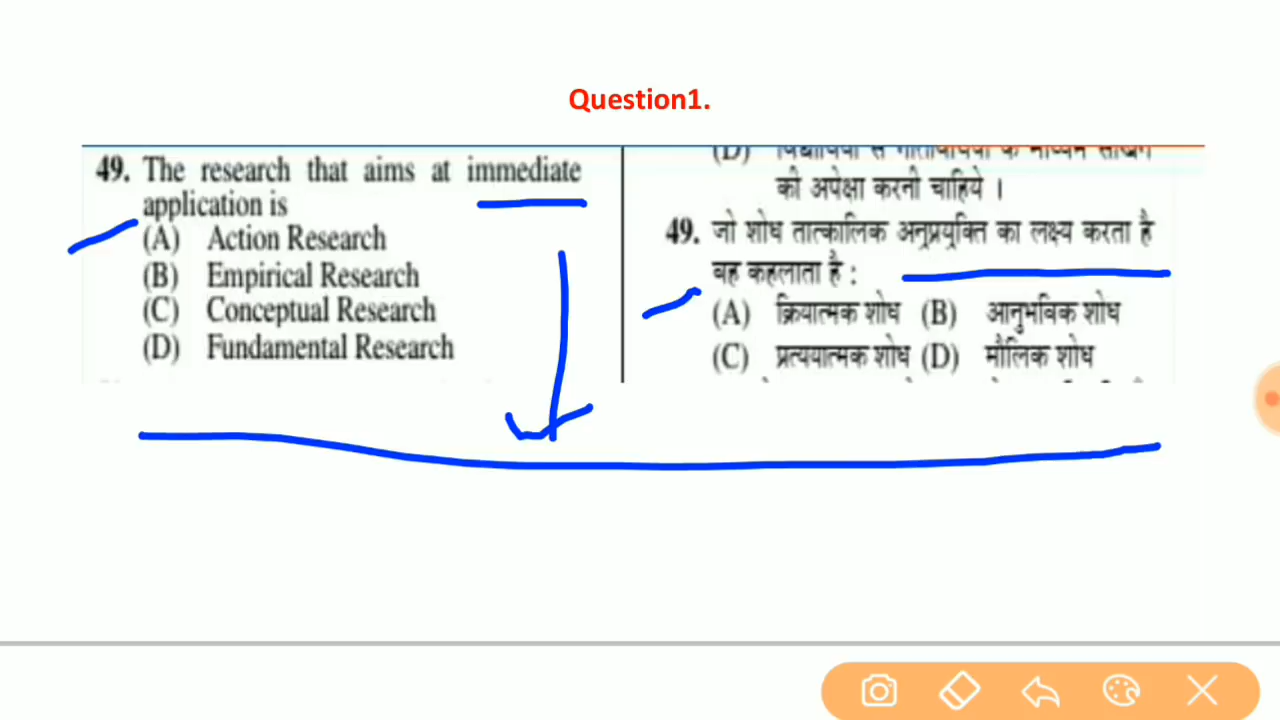 Question1.
49. The research that aims at immediate
application is
(A) Action Research
(B) Empirical Research
(C) Conceptual Research
(D) Fundamental Research
(D) के माध्यम
की अपेक्षा करनी चाहिये ।
49. जो शोध तात्कालिक अनुप्रयुक्ति का लक्ष्य करता है
वह कहलाता है :
(A) क्रियात्मक शोध (B) आनुभविक शोध
(C) प्रत्ययात्मक शोध (D) मौलिक शोध